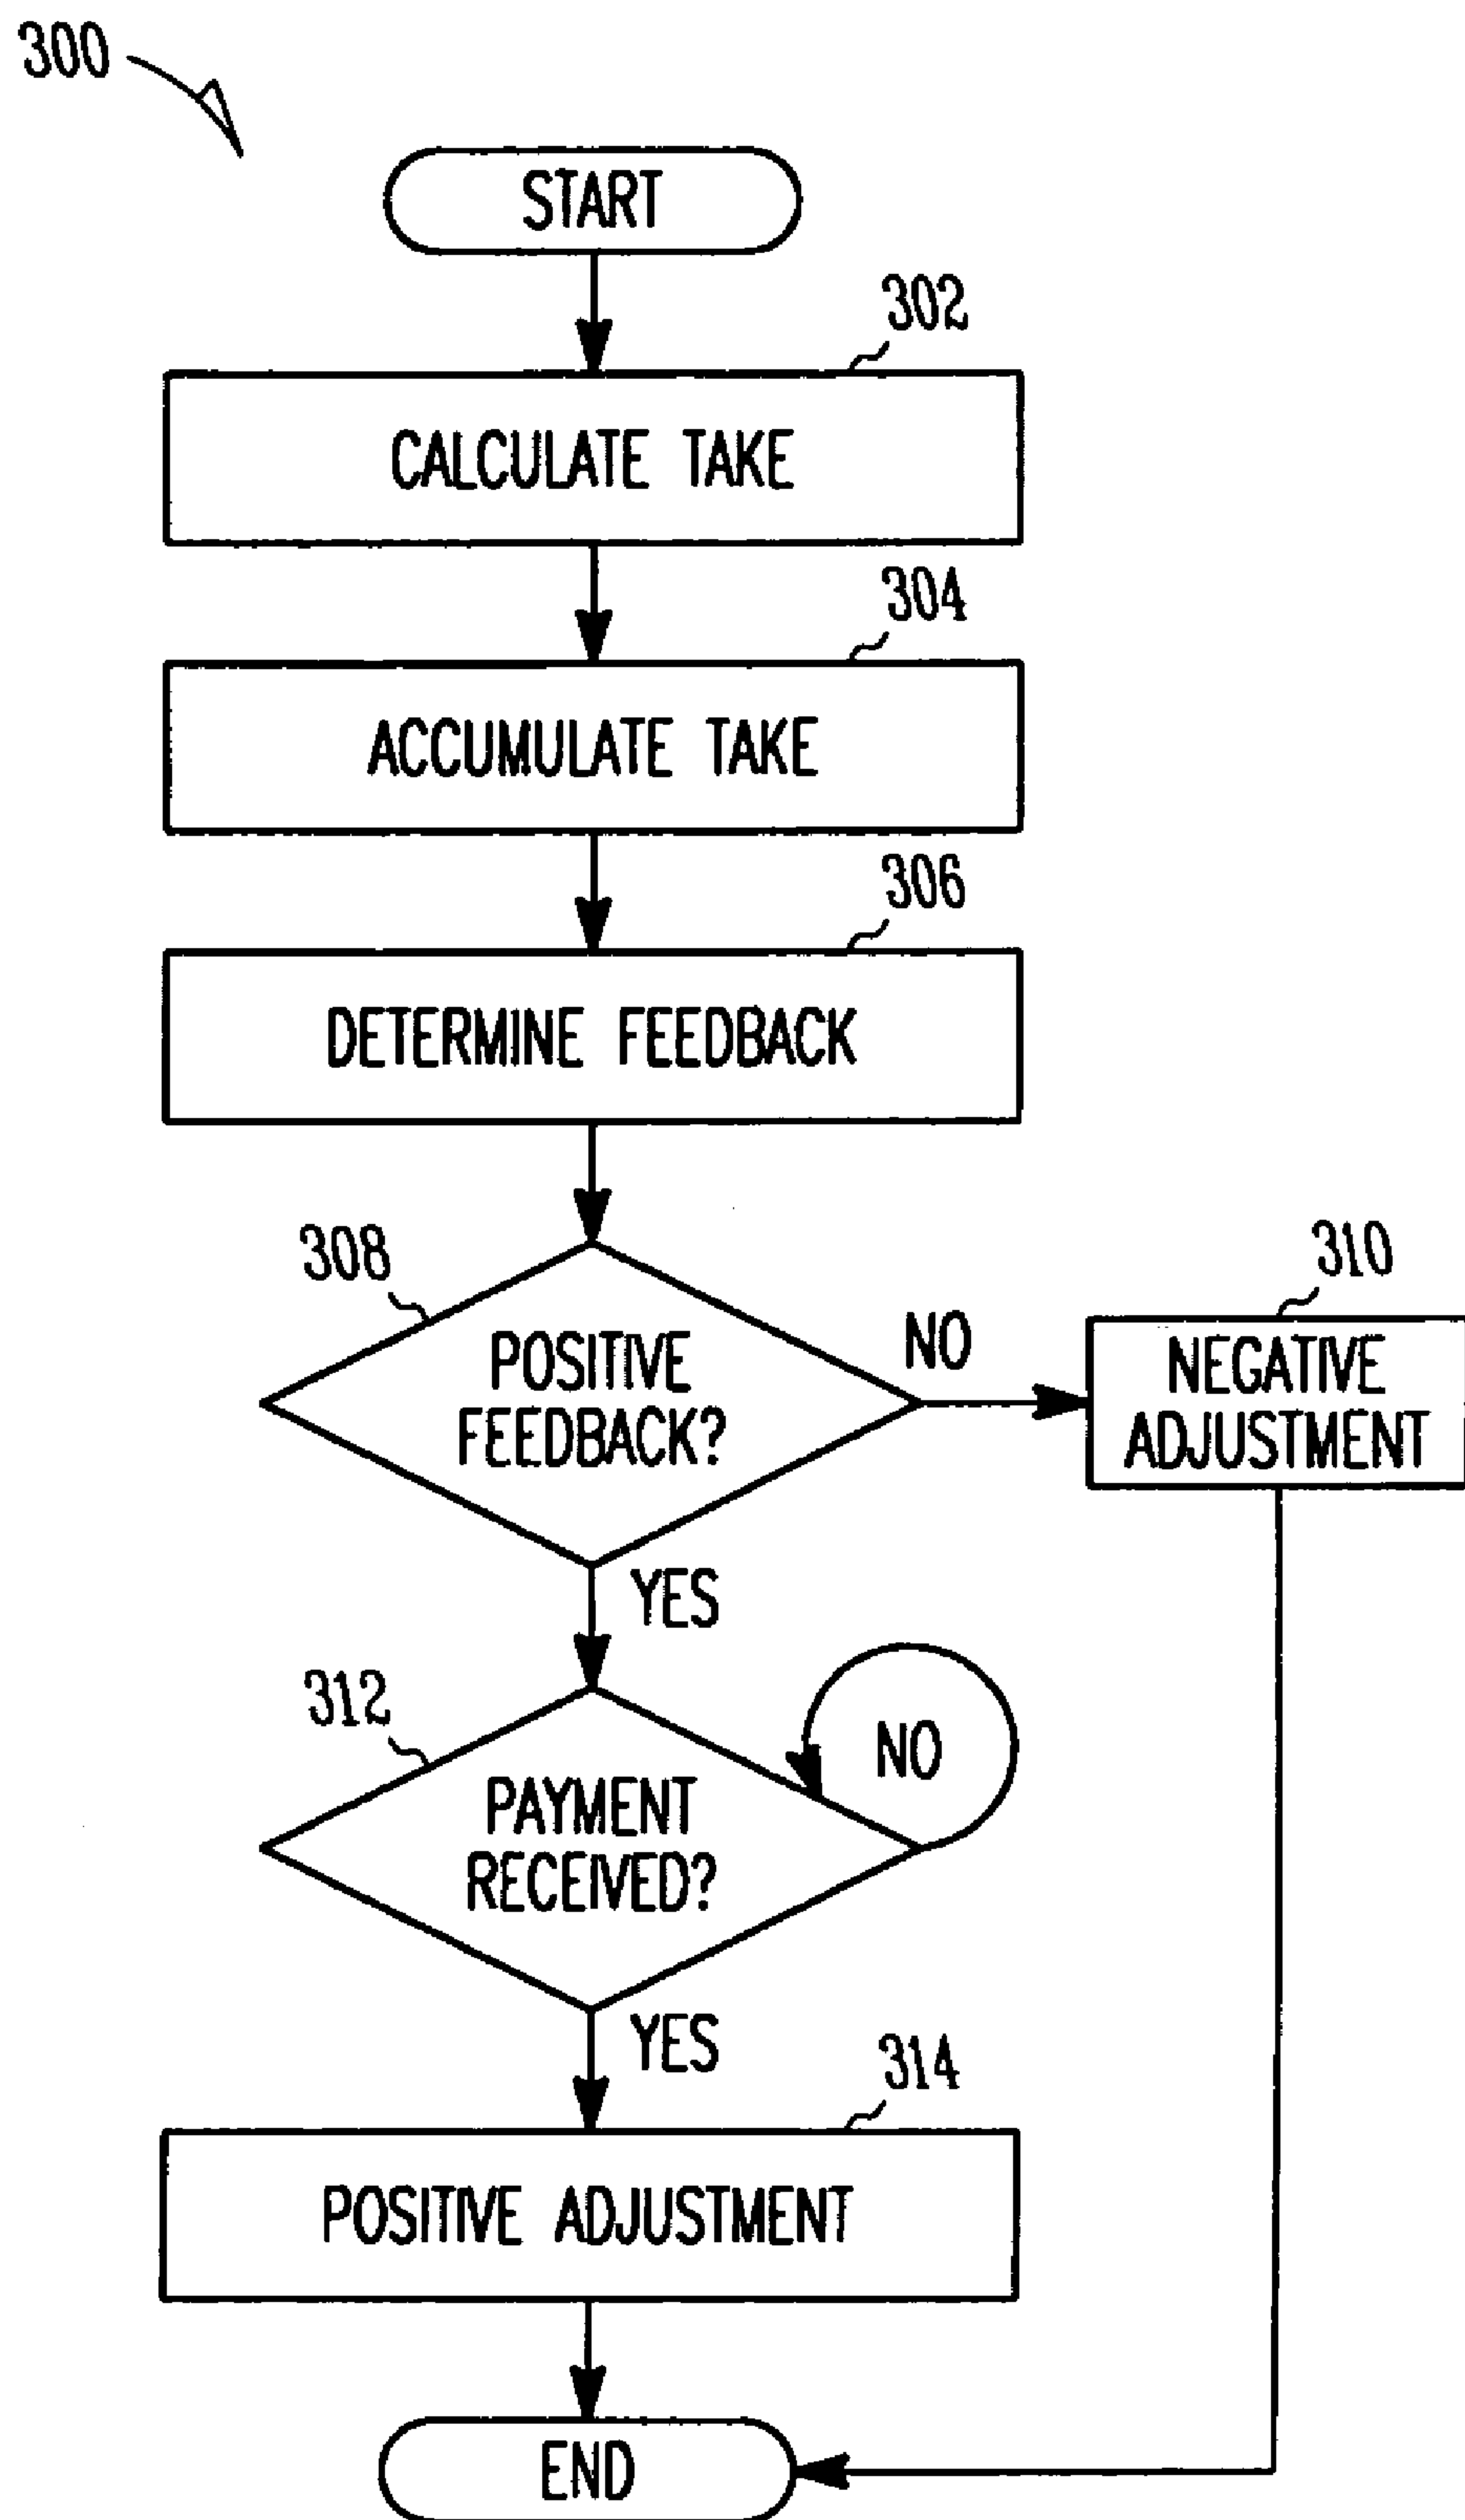 300
START
302
CALCULATE TAKE
304
ACCUMULATE TAKE
306
DETERMINE FEEDBACK
308
POSITIVE
FEEDBACK?
NO
310
NEGATIVE
ADJUSTMENT
YES
312
PAYMENT
RECEIVED?
NO
YES
314
POSITIVE ADJUSTMENT
END